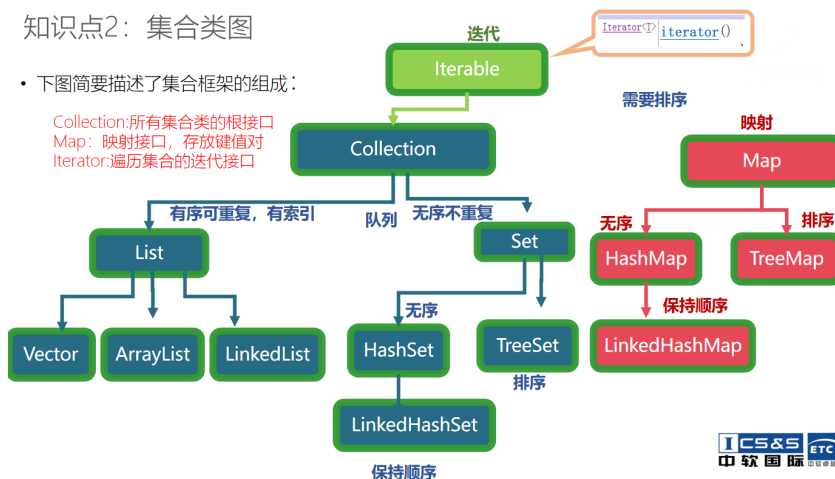 知识点2：集合类图
迭代
Iterator<T> iterator()
、
Iterable
• 下图简要描述了集合框架的组成：
需要排序
Collection:所有集合类的根接口
Map：映射接口，存放键值对
Iterator:遍历集合的迭代接口
映射
Collection
Map
有序可重复，有索引
队列
无序不重复
无序
排序
List
Set
HashMap
TreeMap
无序
保持顺序
Vector
ArrayList
LinkedList
HashSet
TreeSet
LinkedHashMap
排序
LinkedHashSet
保持顺序
ICS&S
ETC
中软国际